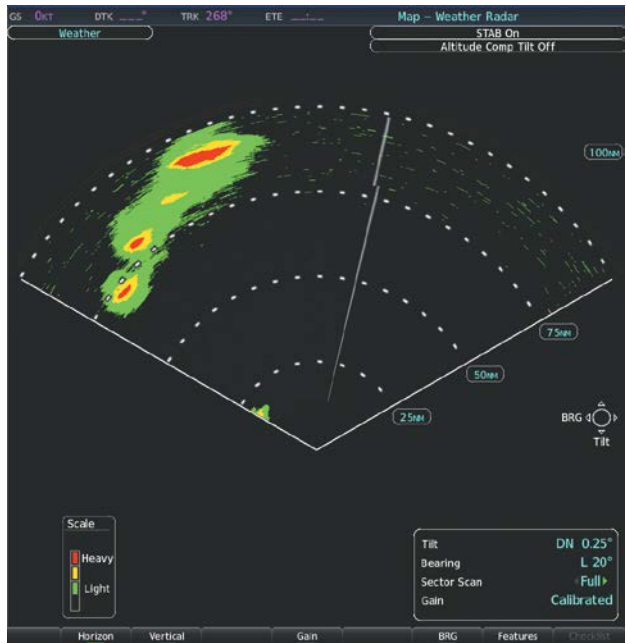 GS 0KT DTK ___° TRK 268° ETE __:__ Map – Weather Radar
Weather
STAB On
Altitude Comp Tilt Off
100NM
75NM
50NM
25NM
BRG
Tilt
Scale
Heavy
Light
Tilt DN 0.25°
Bearing L 20°
Sector Scan Full
Gain Calibrated
Horizon Vertical Gain BRG Features Checklist